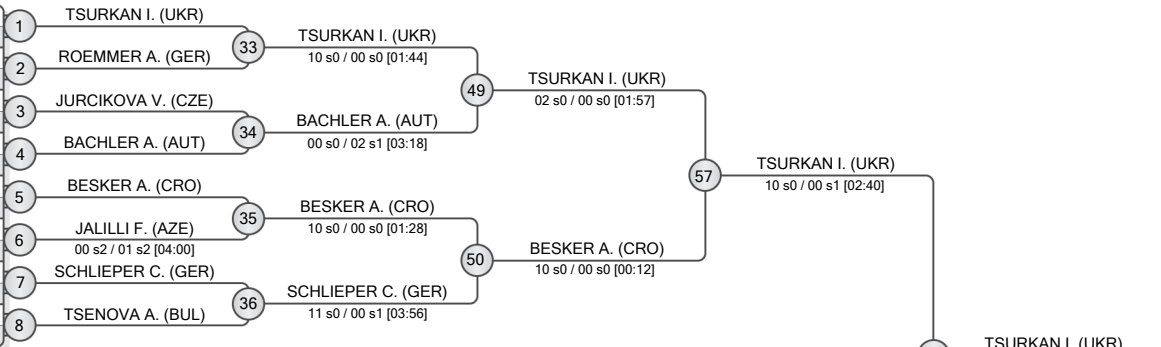 1
TSURKAN I. (UKR)
2
ROEMMER A. (GER)
33
TSURKAN I. (UKR)
10 s0 / 00 s0 [01:44]
3
JURCIKOVA V. (CZE)
4
BACHLER A. (AUT)
34
BACHLER A. (AUT)
00 s0 / 02 s1 [03:18]
49
TSURKAN I. (UKR)
02 s0 / 00 s0 [01:57]
5
BESKER A. (CRO)
6
JALILLI F. (AZE)
00 s2 / 01 s2 [04:00]
35
BESKER A. (CRO)
10 s0 / 00 s0 [01:28]
7
SCHLIEPER C. (GER)
8
TSENOVA A. (BUL)
36
SCHLIEPER C. (GER)
11 s0 / 00 s1 [03:56]
50
BESKER A. (CRO)
10 s0 / 00 s0 [00:12]
57
TSURKAN I. (UKR)
10 s0 / 00 s1 [02:40]
TSURKAN I. (UKR)